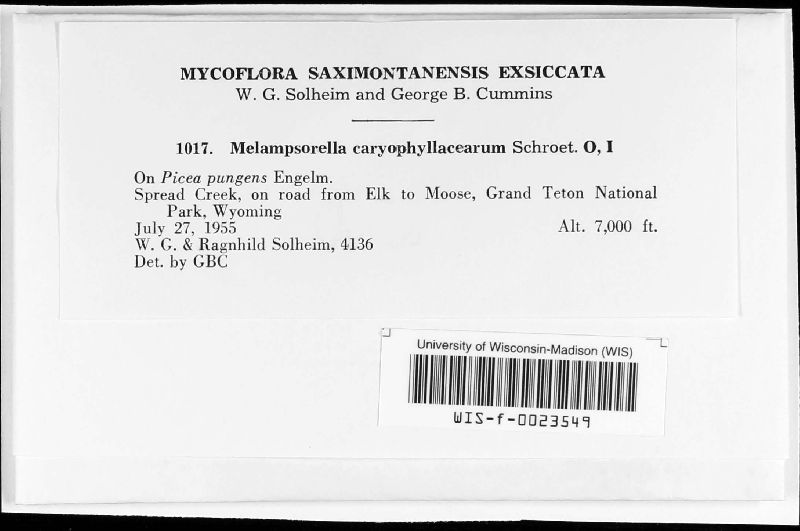 MYCOFLORA SAXIMONTANENSIS EXSICCATA
W. G. Solheim and George B. Cummins
1017. Melampsorella caryophyllacearum Schroet. O, I
On Picea pungens Engelm.
Spread Creek, on road from Elk to Moose, Grand Teton National
Park, Wyoming
July 27, 1955 Alt. 7,000 ft.
W. G. & Ragnhild Solheim, 4136
Det. by GBC
University of Wisconsin-Madison (WIS)
WIS-f-0023549